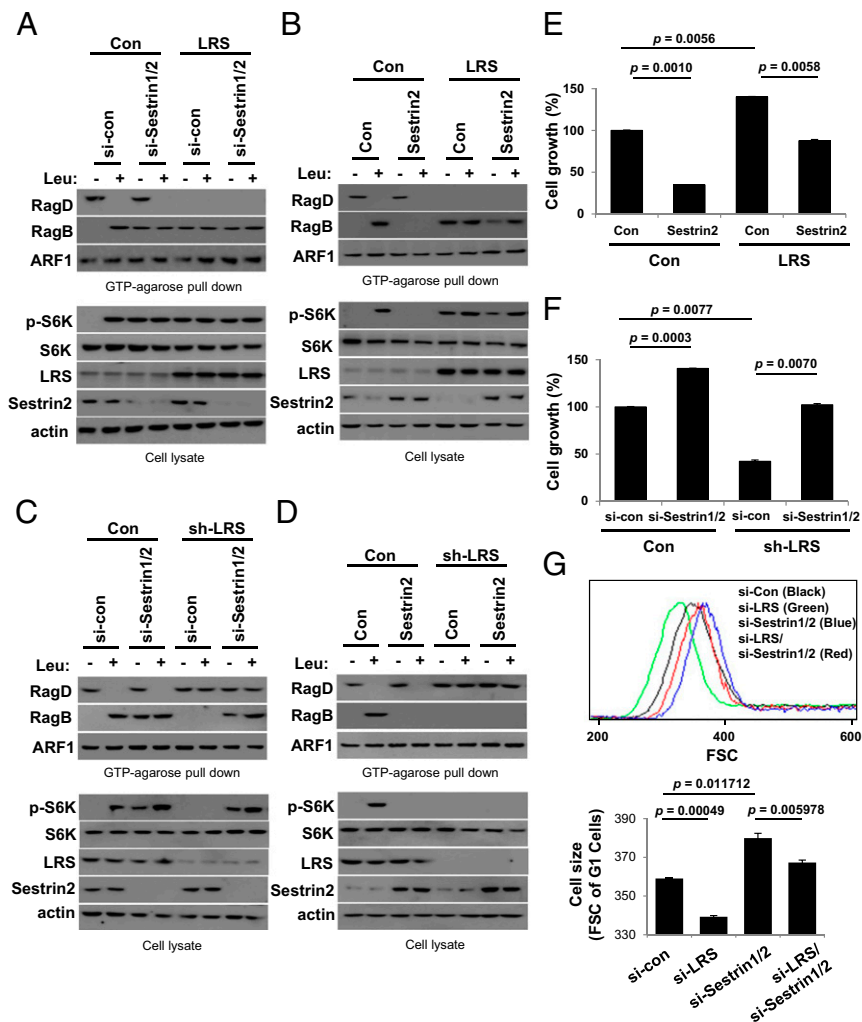 A
Con LRS
si-con si-Sestrin1/2 si-con si-Sestrin1/2
Leu: - + - + - + - +
RagD
RagB
ARF1
GTP-agarose pull down
p-S6K
S6K
LRS
Sestrin2
actin
Cell lysate
B
Con LRS
Con Sestrin2 Con Sestrin2
Leu: - + - + - + - +
RagD
RagB
ARF1
GTP-agarose pull down
p-S6K
S6K
LRS
Sestrin2
actin
Cell lysate
C
Con sh-LRS
si-con si-Sestrin1/2 si-con si-Sestrin1/2
Leu: - + - + - + - +
RagD
RagB
ARF1
GTP-agarose pull down
p-S6K
S6K
LRS
Sestrin2
actin
Cell lysate
D
Con sh-LRS
Con Sestrin2 Con Sestrin2
Leu: - + - + - + - +
RagD
RagB
ARF1
GTP-agarose pull down
p-S6K
S6K
LRS
Sestrin2
actin
Cell lysate
E
p = 0.0056
p = 0.0010 p = 0.0058
Cell growth (%)
150
100
50
0
Con Sestrin2 Con Sestrin2
Con LRS
F
p = 0.0077
p = 0.0003
p = 0.0070
Cell growth (%)
150
100
50
0
si-con si-Sestrin1/2 si-con si-Sestrin1/2
Con sh-LRS
G
si-Con (Black)
si-LRS (Green)
si-Sestrin1/2 (Blue)
si-LRS/
si-Sestrin1/2 (Red)
200 400 600
FSC
p = 0.011712
p = 0.00049 p = 0.005978
Cell size
(FSC of G1 Cells)
390
370
350
330
si-con
si-LRS
si-Sestrin1/2
si-LRS/
si-Sestrin1/2